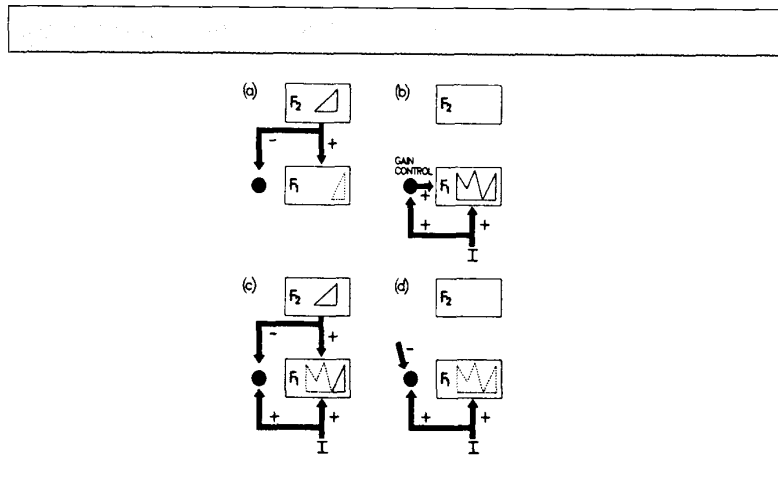 (a)
F2
-
+
F1
(b)
F2
GAIN
CONTROL
+
F1
+
+
I
(c)
F2
-
+
F1
+
+
I
(d)
F2
-
F1
+
+
I